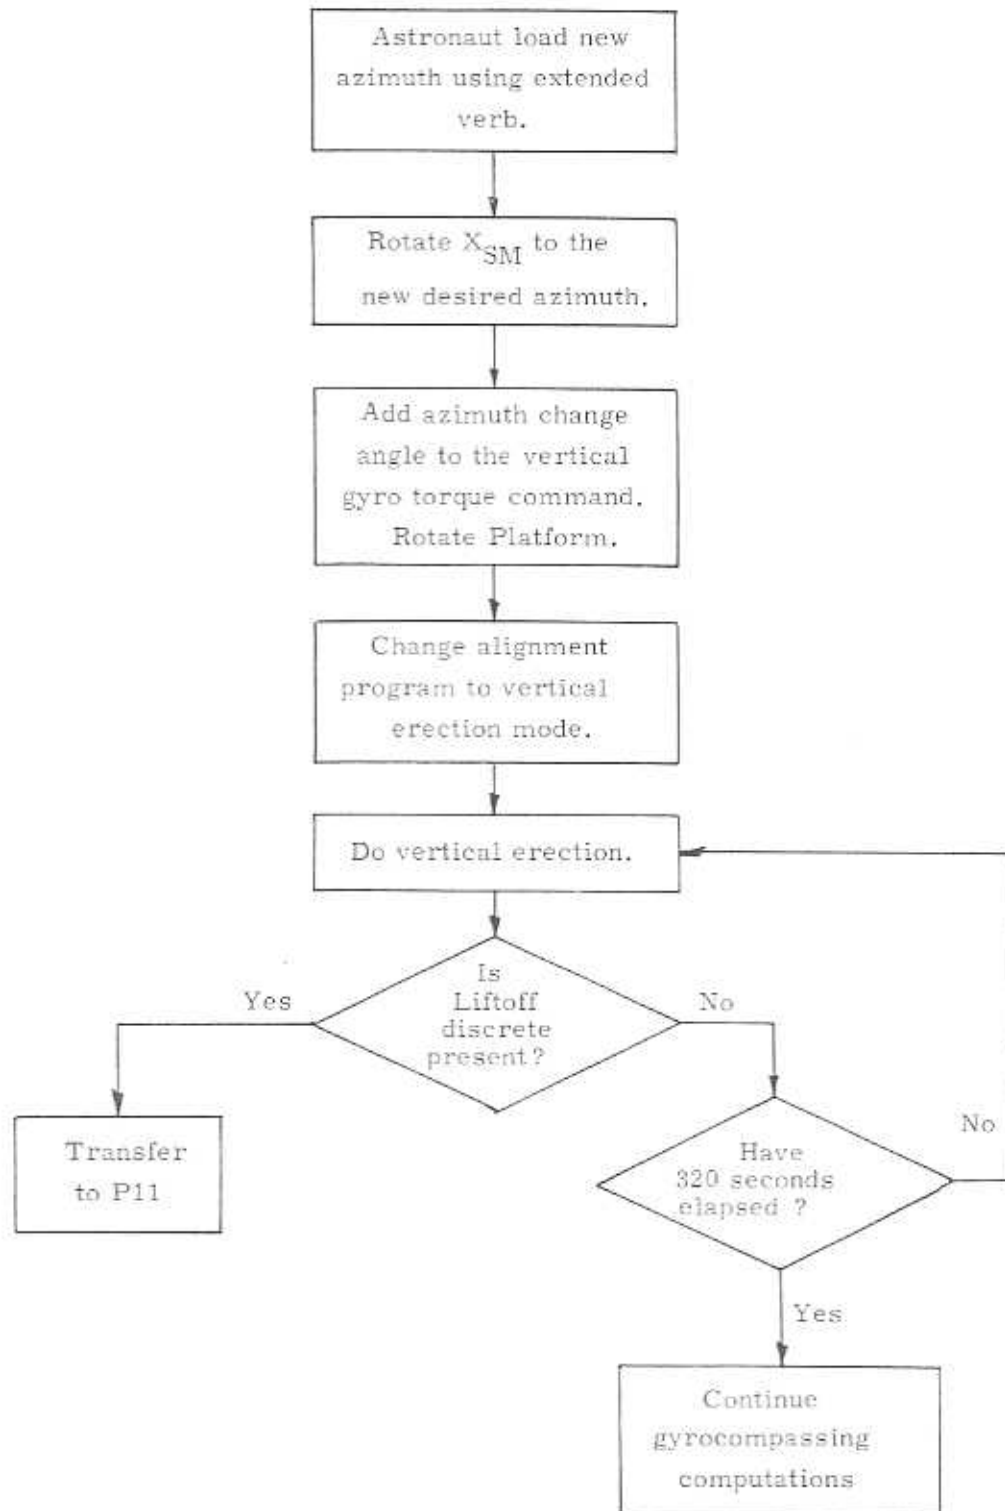 Astronaut load new
azimuth using extended
verb.
Rotate X_SM to the
new desired azimuth.
Add azimuth change
angle to the vertical
gyro torque command.
Rotate Platform.
Change alignment
program to vertical
erection mode.
Do vertical erection.
Is
Liftoff
discrete
present?
Yes
No
Transfer
to P11
Have
320 seconds
elapsed ?
No
Yes
Continue
gyrocompassing
computations